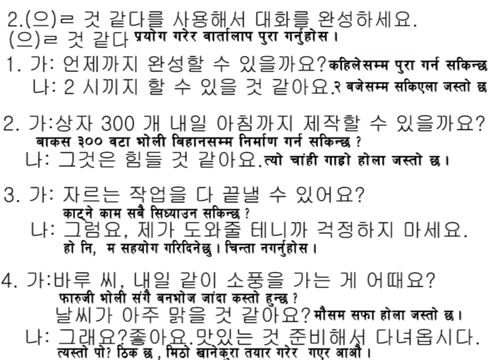 2.(으)ㄹ 것 같다를 사용해서 대화를 완성하세요.
(으)ㄹ 것 같다 प्रयोग गरेर वार्तालाप पुरा गर्नुहोस ।
1. 가: 언제까지 완성할 수 있을까요? कहिलेसम्म पुरा गर्न सकिन्छ
나: 2 시끼지 할 수 있을 것 같아요. २ बजेसम्म सकिएला जस्तो छ
2. 가:상자 300 개 내일 아침까지 제작할 수 있을까요?
बाकस ३०० वटा भोली बिहानसम्म निर्माण गर्न सकिन्छ ?
나: 그것은 힘들 것 같아요. त्यो चांही गाह्रो होला जस्तो छ ।
3. 가: 자르는 작업을 다 끝낼 수 있어요?
काट्ने काम सबै सिध्याउन सकिन्छ ?
나: 그럼요, 제가 도와줄 테니까 걱정하지 마세요.
हो नि, म सहयोग गरिदिनेछु । चिन्ता नगर्नुहोस ।
4. 가:바루 씨, 내일 같이 소풍을 가는 게 어때요?
फारुजी भोली संगै बनभोज जांदा कस्तो हुन्छ ?
날씨가 아주 맑을 것 같아요? मौसम सफा होला जस्तो छ ।
나: 그래요?좋아요.맛있는 것 준비해서 다녀옵시다.
त्यस्तो पो? ठिक छ , मिठो खानेकुरा तयार गरेर गएर आऔ ।